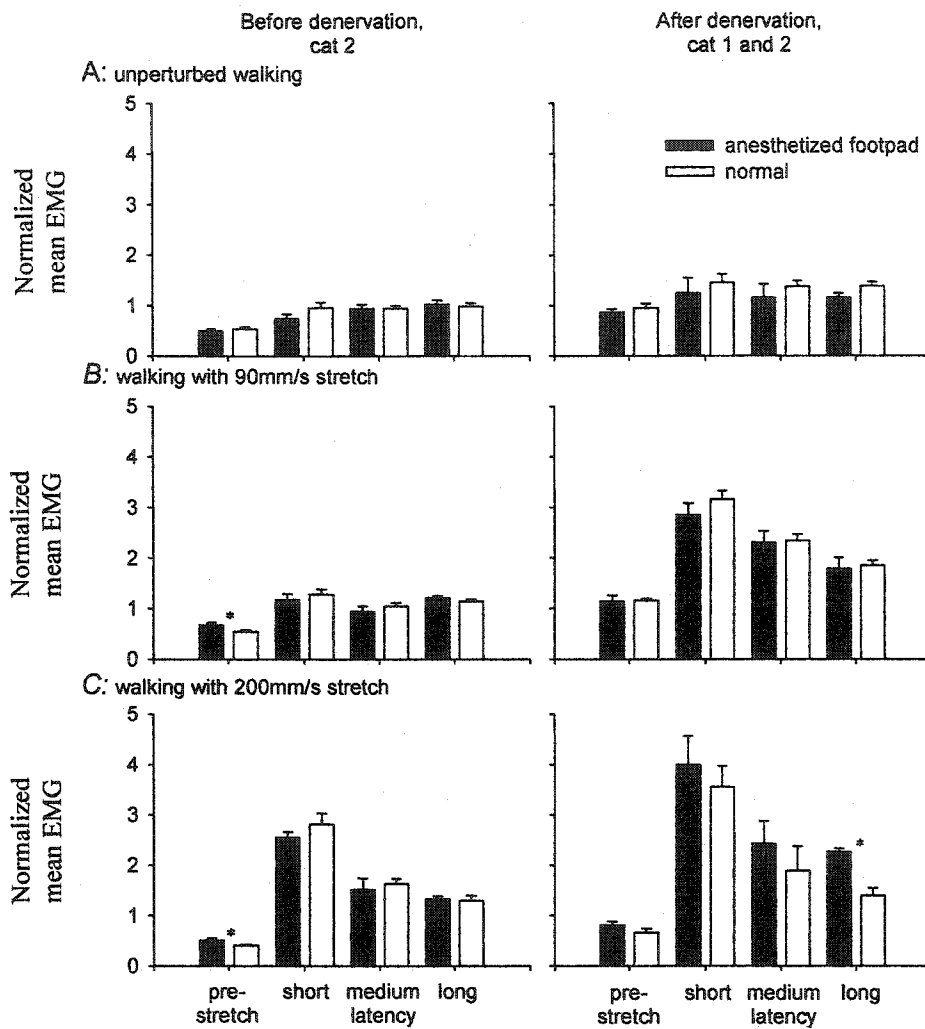 Before denervation,
cat 2
After denervation,
cat 1 and 2
A: unperturbed walking
Normalized
mean EMG
5
4
3
2
1
0
anesthetized footpad
normal
B: walking with 90mm/s stretch
Normalized
mean EMG
5
4
3
2
1
0
*
C: walking with 200mm/s stretch
Normalized
mean EMG
5
4
3
2
1
0
*
*
pre-
stretch
short
medium
latency
long
pre-
stretch
short
medium
latency
long